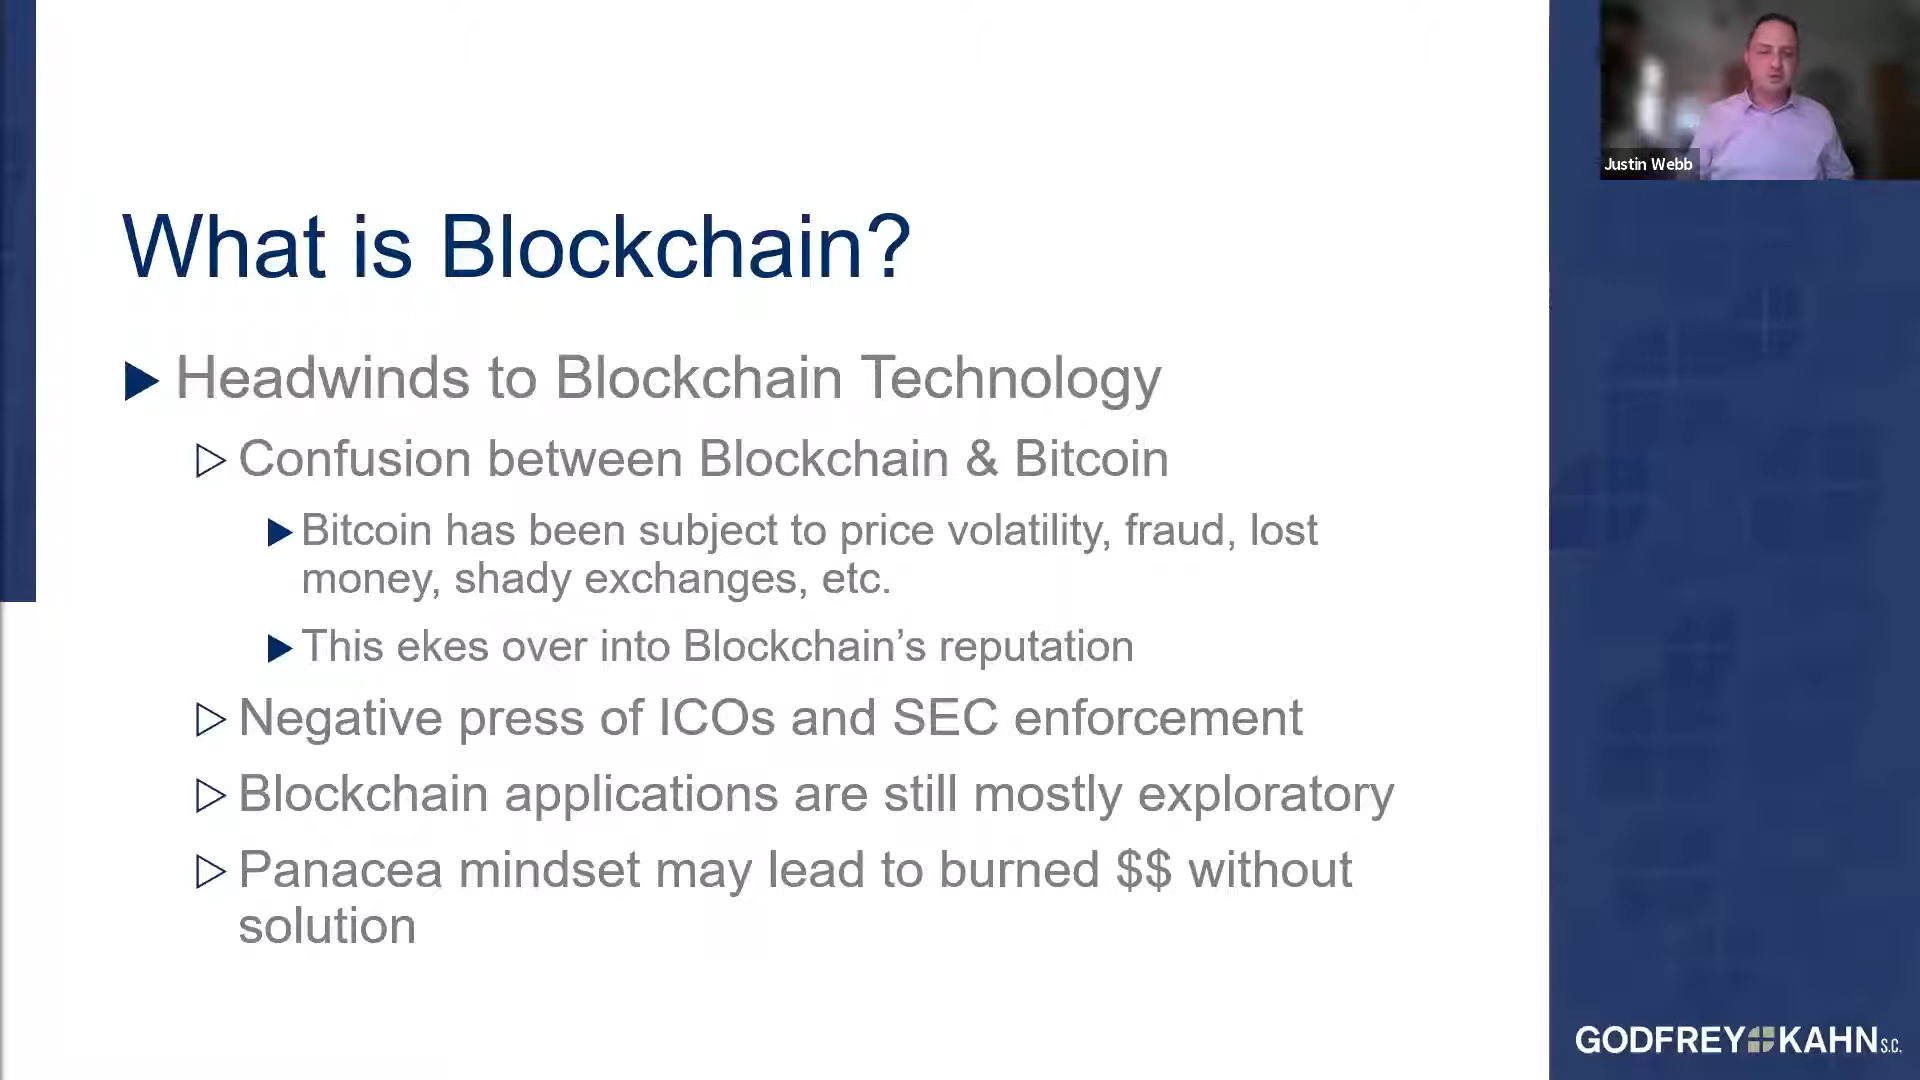 Justin Webb
What is Blockchain?
Headwinds to Blockchain Technology
Confusion between Blockchain & Bitcoin
Bitcoin has been subject to price volatility, fraud, lost
money, shady exchanges, etc.
This ekes over into Blockchain’s reputation
Negative press of ICOs and SEC enforcement
Blockchain applications are still mostly exploratory
Panacea mindset may lead to burned $$ without
solution
GODFREY KAHN S.C.